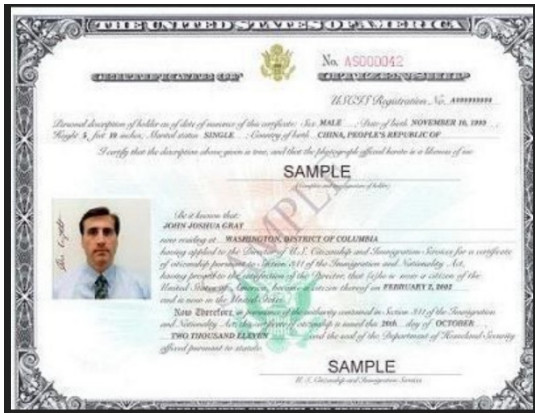 THE UNITED STATES OF AMERICA
No. AS000042
CERTIFICATE OF CITIZENSHIP
USCIS Registration No.
Personal description of holder as of date of issuance of this certificate: Sex MALE ; Date of birth NOVEMBER 10, 1999 ;
Height 5 feet 10 inches; Marital status SINGLE ; Country of birth CHINA, PEOPLE'S REPUBLIC OF
I certify that the description above given is true, and that the photograph affixed hereto is a likeness of me
SAMPLE
(Complete and true signature of holder)
SAMPLE
Be it known that:
JOHN JOSHUA GRAY
now residing at WASHINGTON, DISTRICT OF COLUMBIA
having applied to the Director of U.S. Citizenship and Immigration Services for a certificate
of citizenship pursuant to Section 341 of the Immigration and Nationality Act,
having proved to the satisfaction of the Director, that (s)he is now a citizen of the
United States of America, became a citizen thereof on FEBRUARY 2, 2002
and is now in the United States.
Now Therefore, in pursuance of the authority contained in Section 341 of the Immigration
and Nationality Act, this certificate of citizenship is issued this 20th day of OCTOBER
TWO THOUSAND ELEVEN and the seal of the Department of Homeland Security
affixed pursuant to statute.
SAMPLE
U.S. Citizenship and Immigration Services